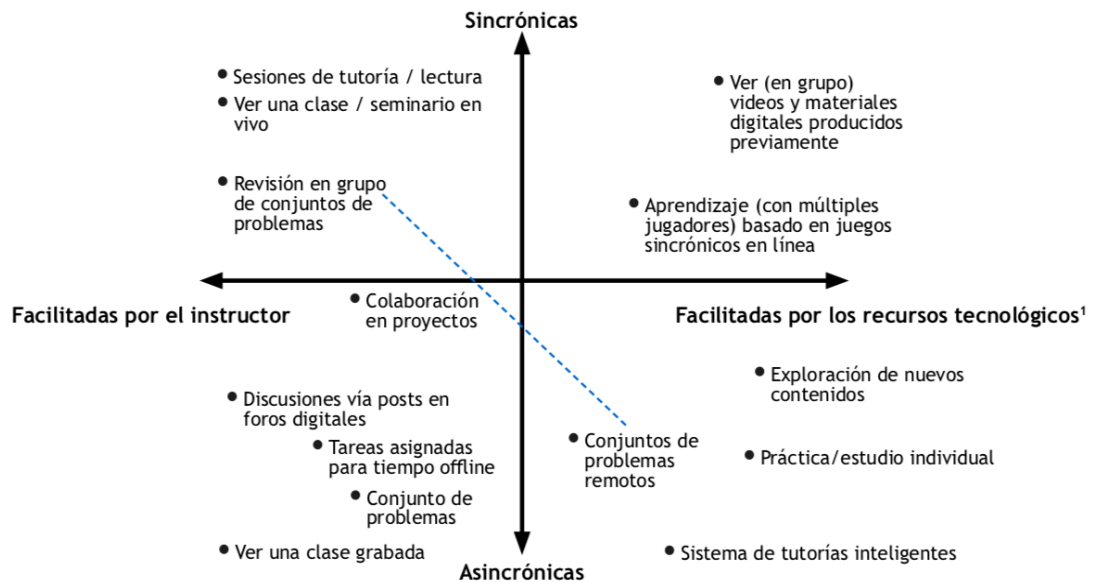 Sincrónicas
• Sesiones de tutoría / lectura
• Ver una clase / seminario en
vivo
• Revisión en grupo
de conjuntos de
problemas
• Ver (en grupo)
videos y materiales
digitales producidos
previamente
• Aprendizaje (con múltiples
jugadores) basado en juegos
sincrónicos en línea
Facilitadas por el instructor
Facilitadas por los recursos tecnológicos¹
• Colaboración
en proyectos
• Discusiones vía posts en
foros digitales
• Tareas asignadas
para tiempo offline
• Conjunto de
problemas
• Ver una clase grabada
• Exploración de nuevos
contenidos
• Conjuntos de
problemas
remotos
• Práctica/estudio individual
• Sistema de tutorías inteligentes
Asincrónicas